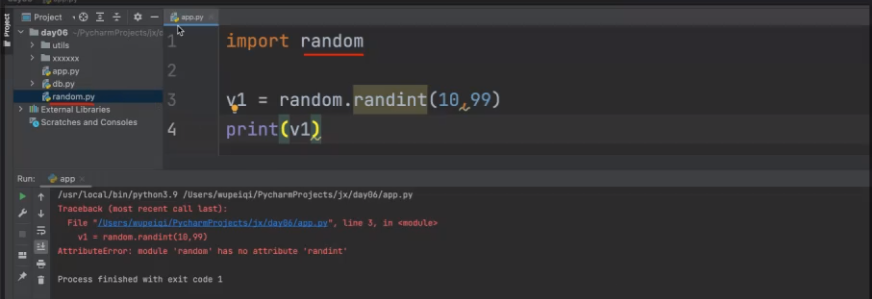 day06
app.py
Project
Project
app.py
day06 ~/PycharmProjects/jx/d
utils
xxxxxx
app.py
db.py
random.py
External Libraries
Scratches and Consoles
1 import random
2
3 v1 = random.randint(10,99)
4 print(v1)
Run: app
/usr/local/bin/python3.9 /Users/wupeiqi/PycharmProjects/jx/day06/app.py
Traceback (most recent call last):
File "/Users/wupeiqi/PycharmProjects/jx/day06/app.py", line 3, in <module>
v1 = random.randint(10,99)
AttributeError: module 'random' has no attribute 'randint'
Process finished with exit code 1